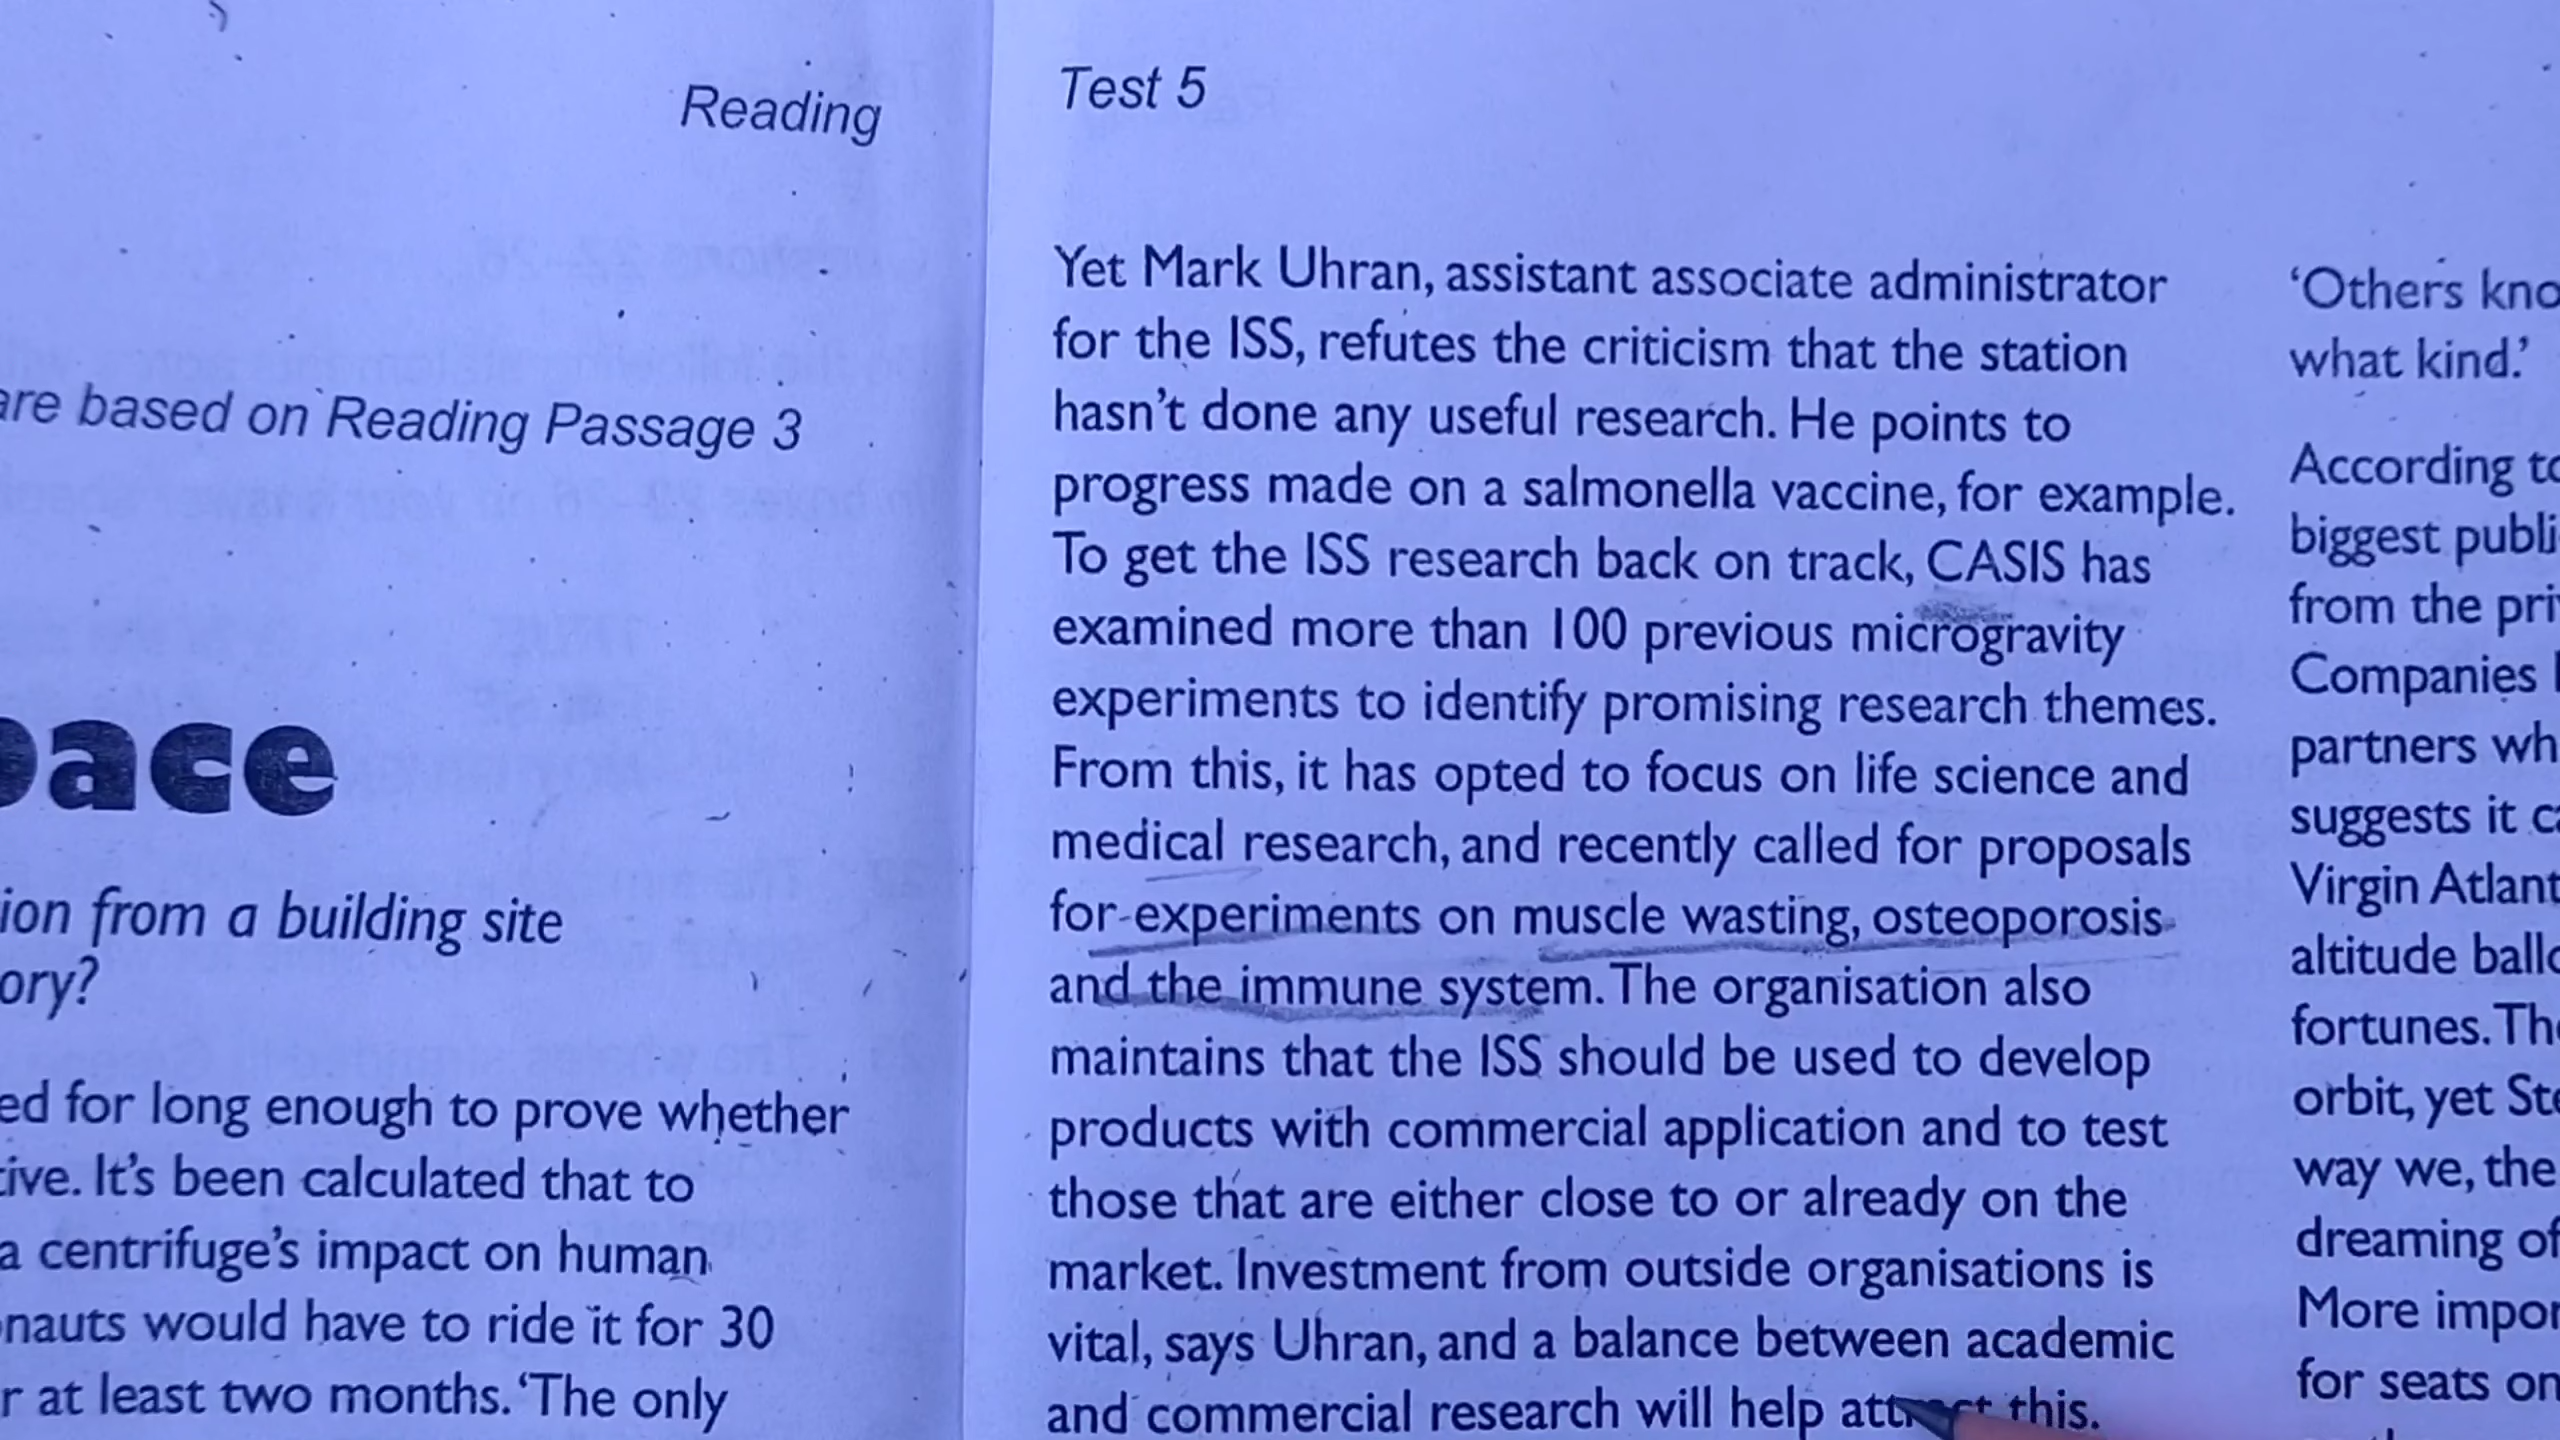 Reading
are based on Reading Passage 3
pace
ion from a building site
ory?
ed for long enough to prove whether
tive. It's been calculated that to
a centrifuge's impact on human
nauts would have to ride it for 30
r at least two months. 'The only
Test 5
Yet Mark Uhran, assistant associate administrator
for the ISS, refutes the criticism that the station
hasn't done any useful research. He points to
progress made on a salmonella vaccine, for example.
To get the ISS research back on track, CASIS has
examined more than 100 previous microgravity
experiments to identify promising research themes.
From this, it has opted to focus on life science and
medical research, and recently called for proposals
for experiments on muscle wasting, osteoporosis
and the immune system. The organisation also
maintains that the ISS should be used to develop
products with commercial application and to test
those that are either close to or already on the
market. Investment from outside organisations is
vital, says Uhran, and a balance between academic
and commercial research will help attract this.
'Others kno
what kind.'
According to
biggest publi
from the pri
Companies
partners wh
suggests it ca
Virgin Atlant
altitude ballo
fortunes. The
orbit, yet Ste
way we, the
dreaming of
More impor
for seats on